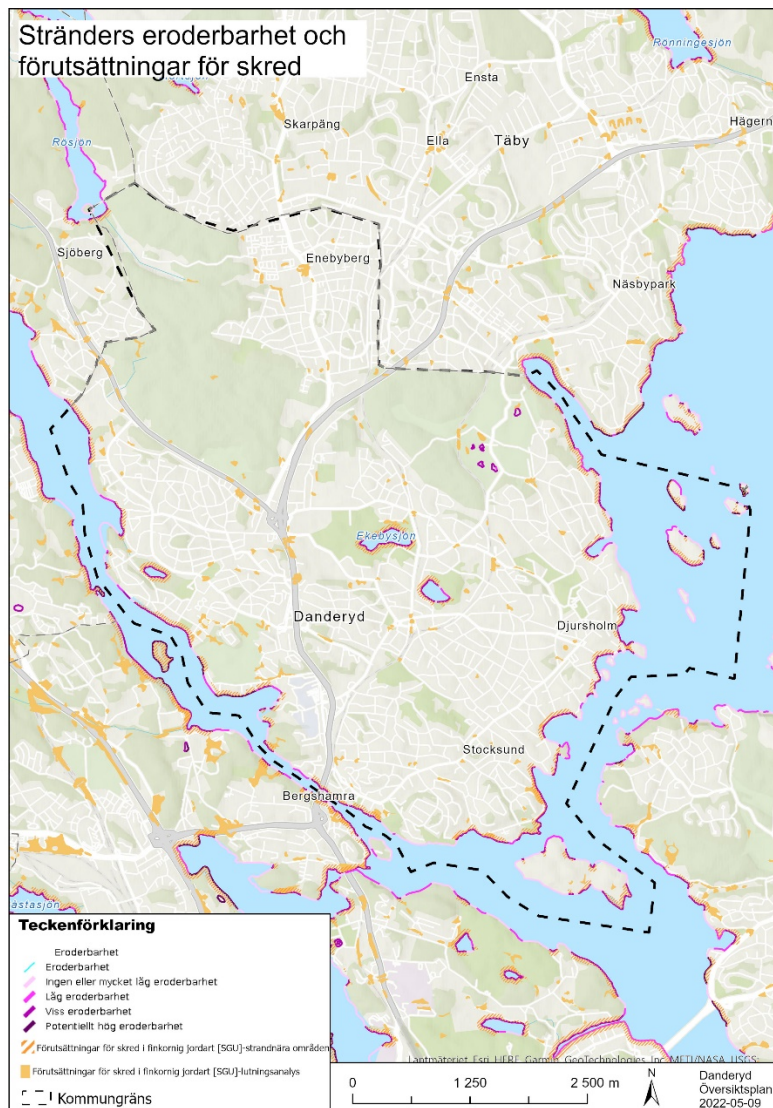 Stränders eroderbarhet och
förutsättningar för skred
Rönningesjön
Ensta
Skarpäng
Hägern
Ella
Täby
Rösjön
Sjöberg
Enebyberg
Näsbypark
Ekebysjön
Danderyd
Djursholm
Stocksund
Bergshamra
astasjön
Teckenförklaring
Eroderbarhet
Eroderbarhet
Ingen eller mycket låg eroderbarhet
Låg eroderbarhet
Viss eroderbarhet
Potentiellt hög eroderbarhet
Förutsättningar för skred i finkornig jordart [SGU]-strandnära områden
Förutsättningar för skred i finkornig jordart [SGU]-lutningsanalys
Kommungräns
Lantmäteriet, Esri, HERE, Garmin, GeoTechnologies, Inc, METI/NASA, USGS;
0 1 250 2 500 m
N
Danderyd
Översiktsplan
2022-05-09